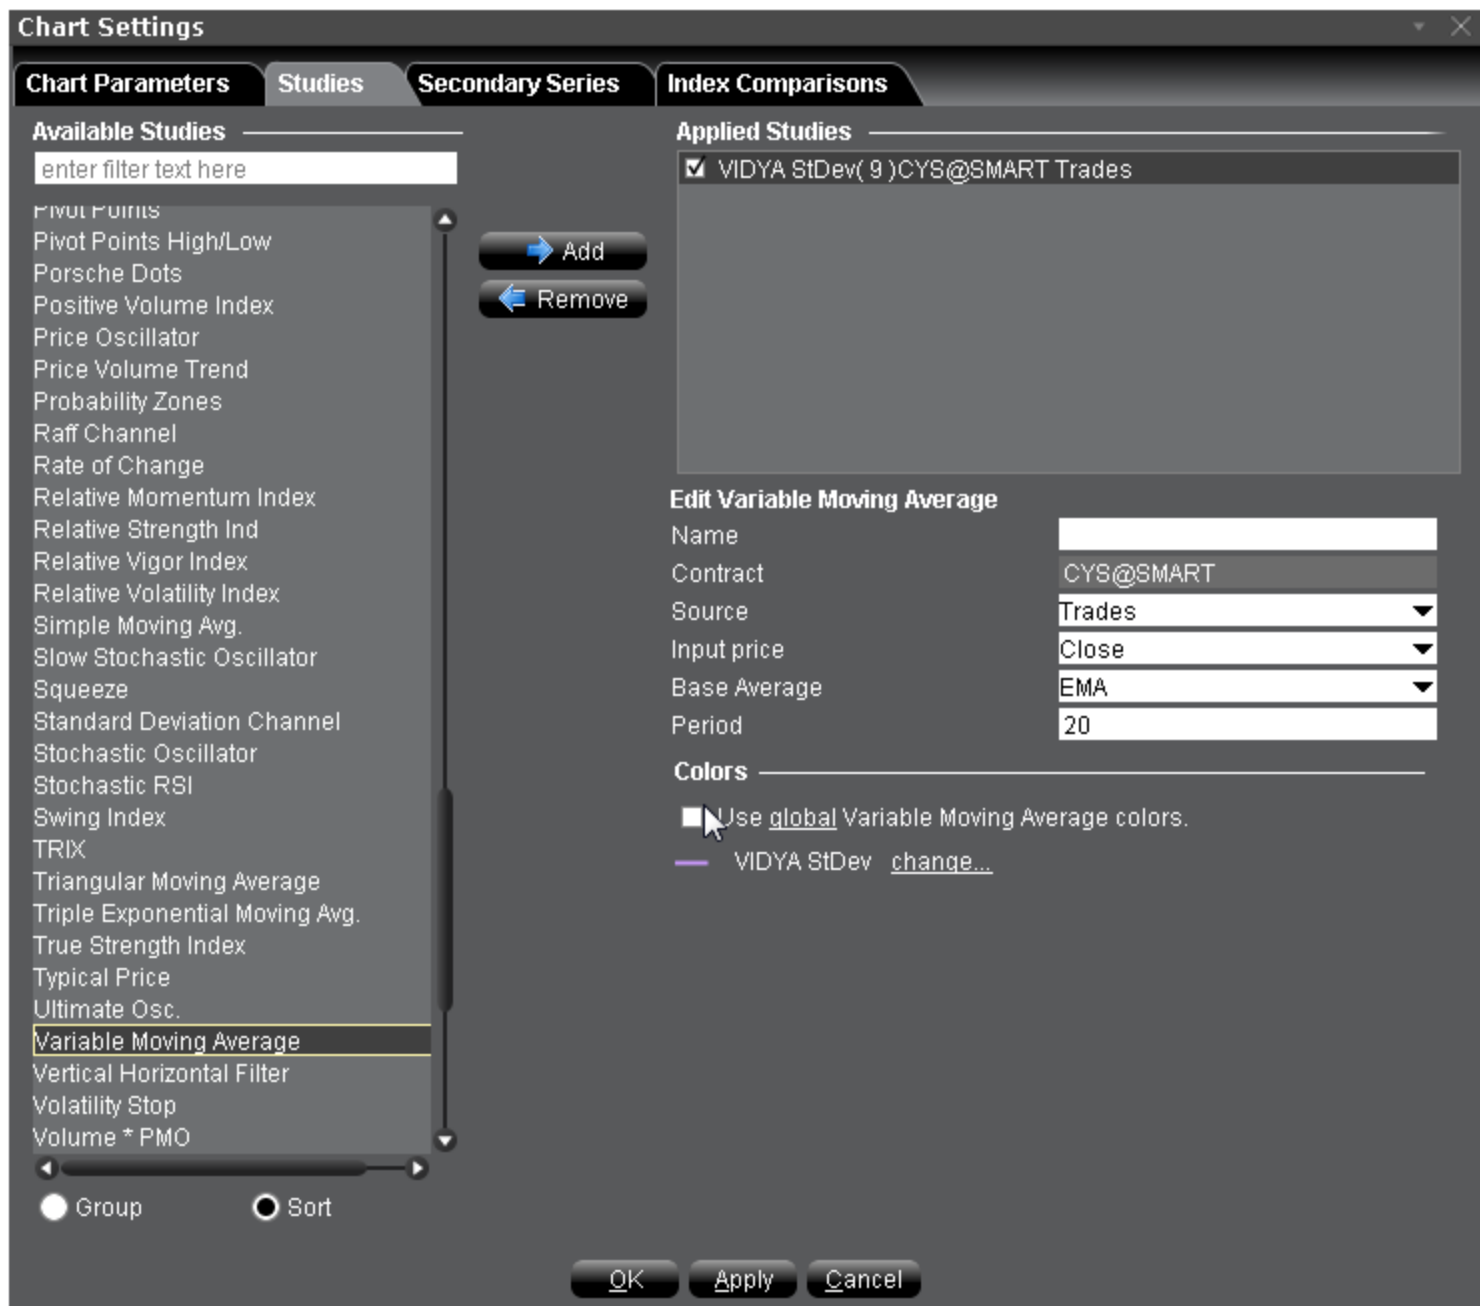 Chart Settings
Chart Parameters
Studies
Secondary Series
Index Comparisons
Available Studies
enter filter text here
Pivot Points
Pivot Points High/Low
Porsche Dots
Positive Volume Index
Price Oscillator
Price Volume Trend
Probability Zones
Raff Channel
Rate of Change
Relative Momentum Index
Relative Strength Ind
Relative Vigor Index
Relative Volatility Index
Simple Moving Avg.
Slow Stochastic Oscillator
Squeeze
Standard Deviation Channel
Stochastic Oscillator
Stochastic RSI
Swing Index
TRIX
Triangular Moving Average
Triple Exponential Moving Avg.
True Strength Index
Typical Price
Ultimate Osc.
Variable Moving Average
Vertical Horizontal Filter
Volatility Stop
Volume * PMO
Group
Sort
Add
Remove
Applied Studies
VIDYA StDev( 9 )CYS@SMART Trades
Edit Variable Moving Average
Name
Contract CYS@SMART
Source Trades
Input price Close
Base Average EMA
Period 20
Colors
Use global Variable Moving Average colors.
VIDYA StDev change...
OK
Apply
Cancel